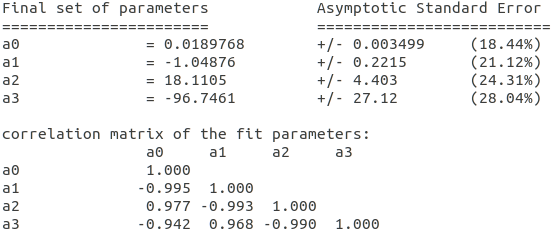 Final set of parameters            Asymptotic Standard Error
=======================            ==========================
a0              = 0.0189768        +/- 0.003499     (18.44%)
a1              = -1.04876         +/- 0.2215       (21.12%)
a2              = 18.1105          +/- 4.403        (24.31%)
a3              = -96.7461         +/- 27.12        (28.04%)
correlation matrix of the fit parameters:
                a0     a1     a2     a3
a0              1.000
a1             -0.995  1.000
a2              0.977 -0.993  1.000
a3             -0.942  0.968 -0.990  1.000